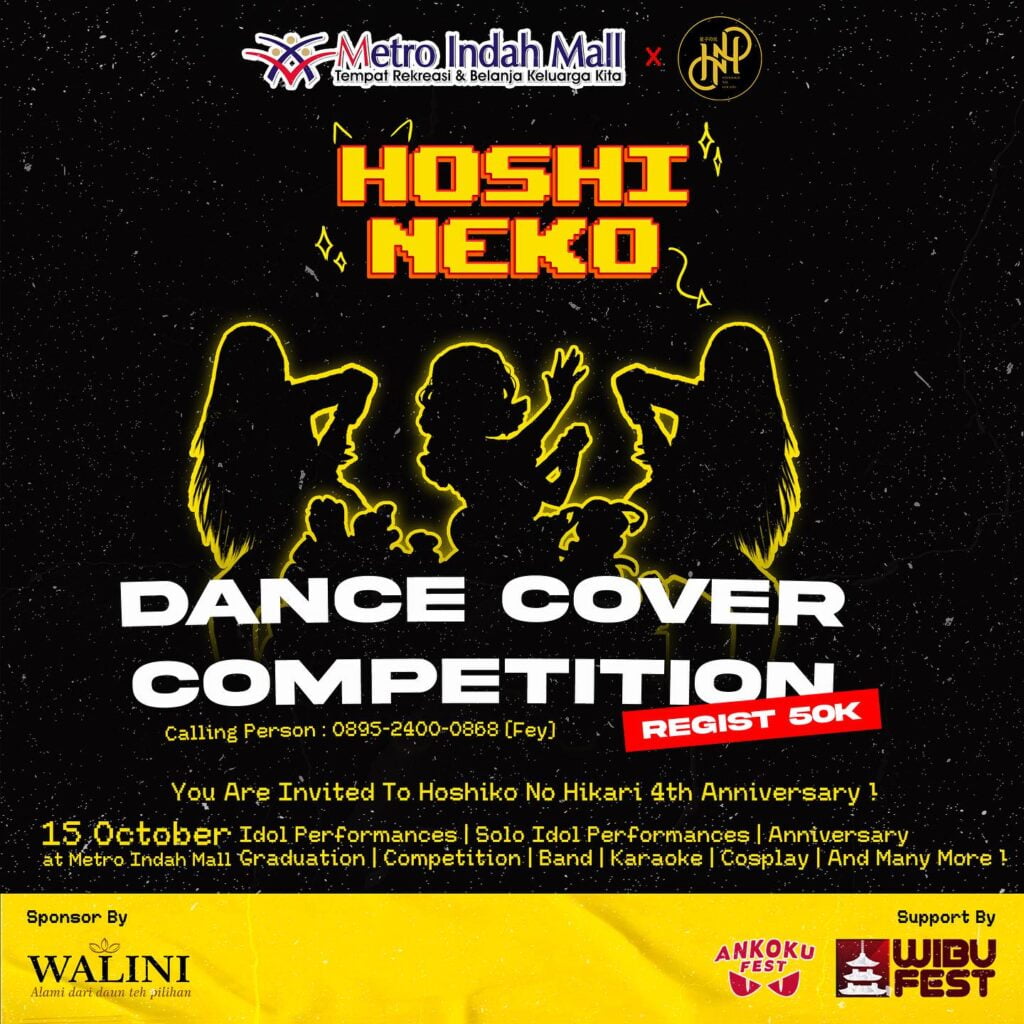 Metro Indah Mall
Tempat Rekreasi & Belanja Keluarga Kita
x
HNH
HOSHI
NEKO
DANCE COVER
COMPETITION
REGIST 50K
Calling Person : 0895-2400-0868 (Fey)
You Are Invited To Hoshiko No Hikari 4th Anniversary !
15 October
at Metro Indah Mall
Idol Performances | Solo Idol Performances | Anniversary
Graduation | Competition | Band | Karaoke | Cosplay | And Many More !
Sponsor By
WALINI
Alami dari daun teh pilihan
Support By
ANKOKU
FEST
WIBU
FEST